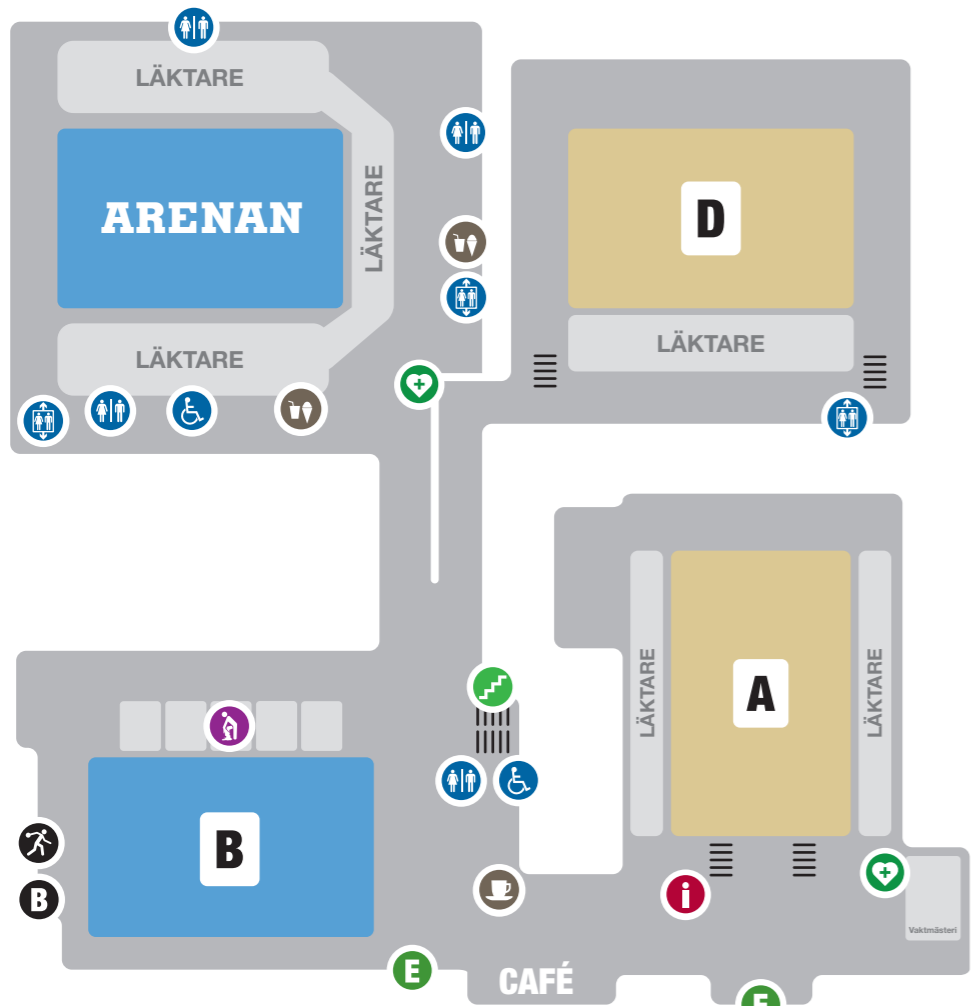 LÄKTARE
ARENAN
LÄKTARE
D
LÄKTARE
LÄKTARE
LÄKTARE
A
LÄKTARE
B
B
i
Vaktmästeri
E
CAFÉ
E